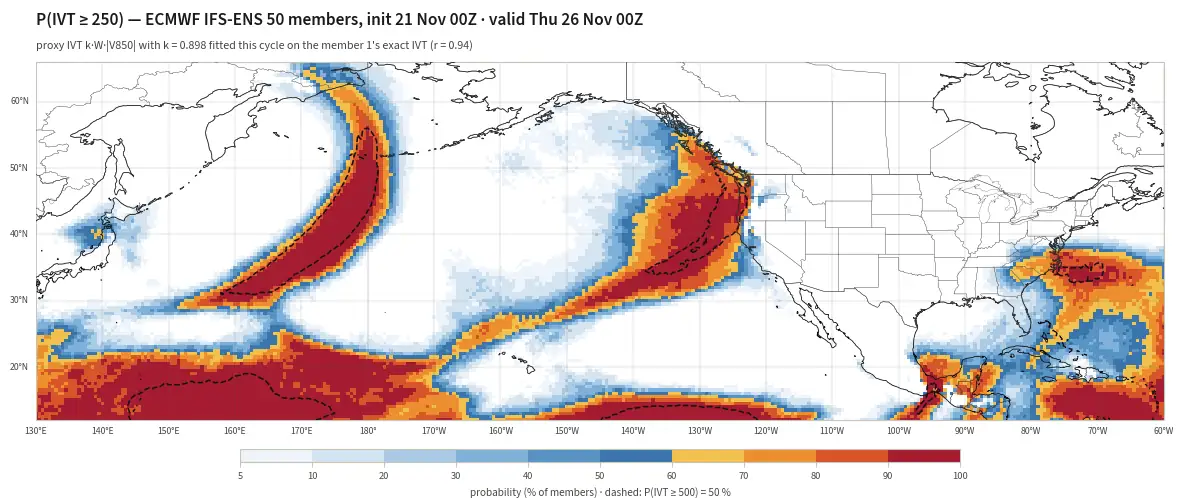 P(IVT ≥ 250) — ECMWF IFS-ENS 50 members, init 21 Nov 00Z · valid Thu 26 Nov 00Z
proxy IVT k·W·|V850| with k = 0.898 fitted this cycle on the member 1's exact IVT (r = 0.94)
60°N
50°N
40°N
30°N
20°N
130°E 140°E 150°E 160°E 170°E 180° 170°W 160°W 150°W 140°W 130°W 120°W 110°W 100°W 90°W 80°W 70°W 60°W
5 10 20 30 40 50 60 70 80 90 100
probability (% of members) · dashed: P(IVT ≥ 500) = 50 %